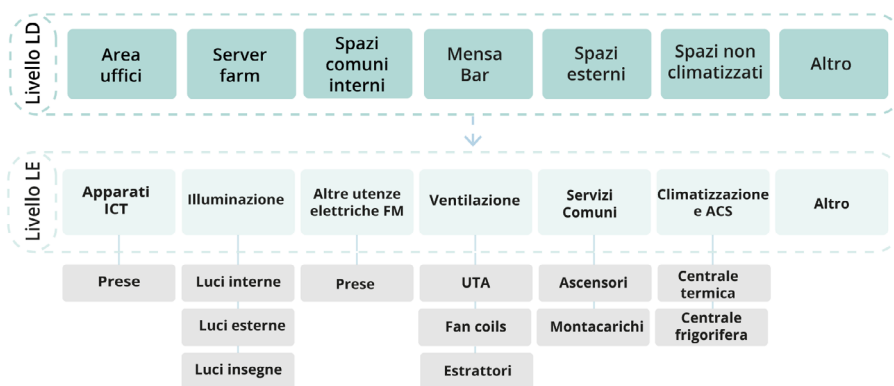 Livello LD
Area
uffici
Server
farm
Spazi
comuni
interni
Mensa
Bar
Spazi
esterni
Spazi non
climatizzati
Altro
Livello LE
Apparati
ICT
Illuminazione
Altre utenze
elettriche FM
Ventilazione
Servizi
Comuni
Climatizzazione
e ACS
Altro
Prese
Luci interne
Luci esterne
Luci insegne
Prese
UTA
Fan coils
Estrattori
Ascensori
Montacarichi
Centrale
termica
Centrale
frigorifera